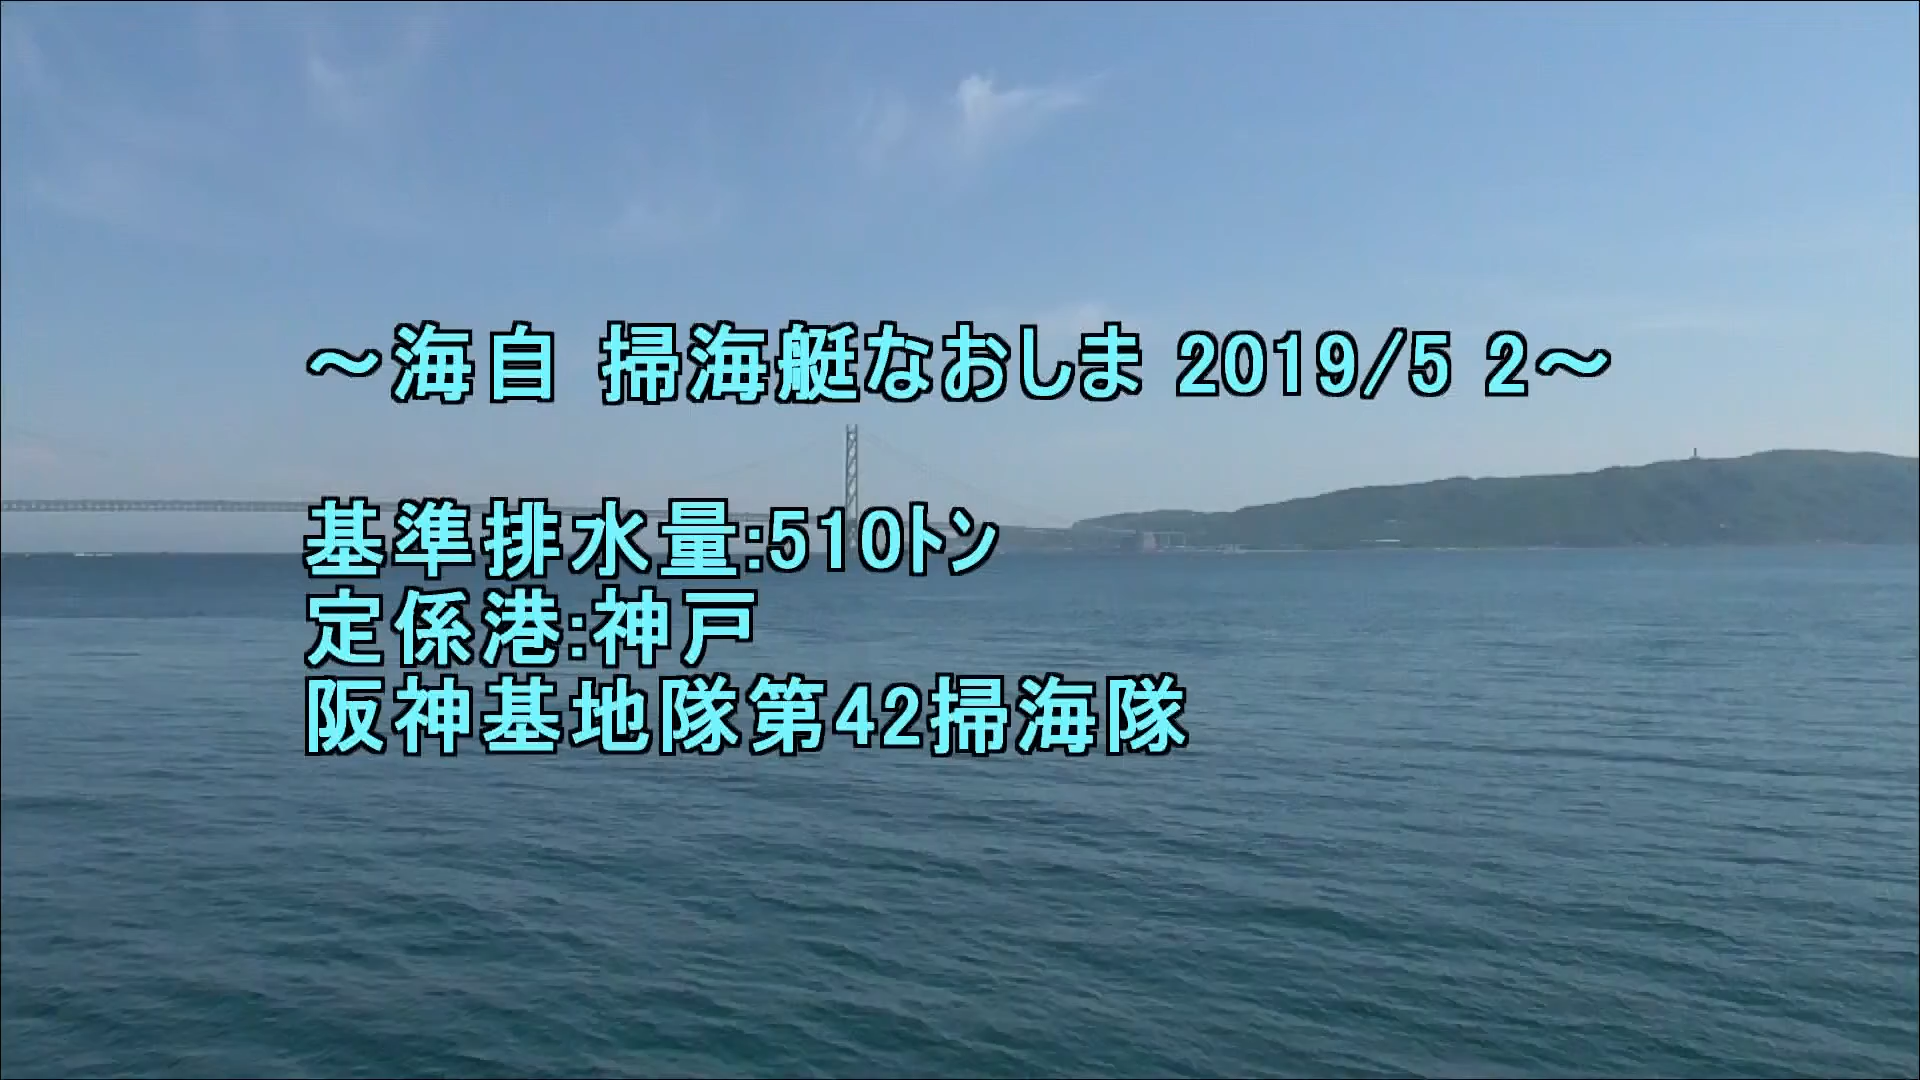 ～海自 掃海艇なおしま 2019/5 2～
基準排水量:510ﾄﾝ
定係港:神戸
阪神基地隊第42掃海隊